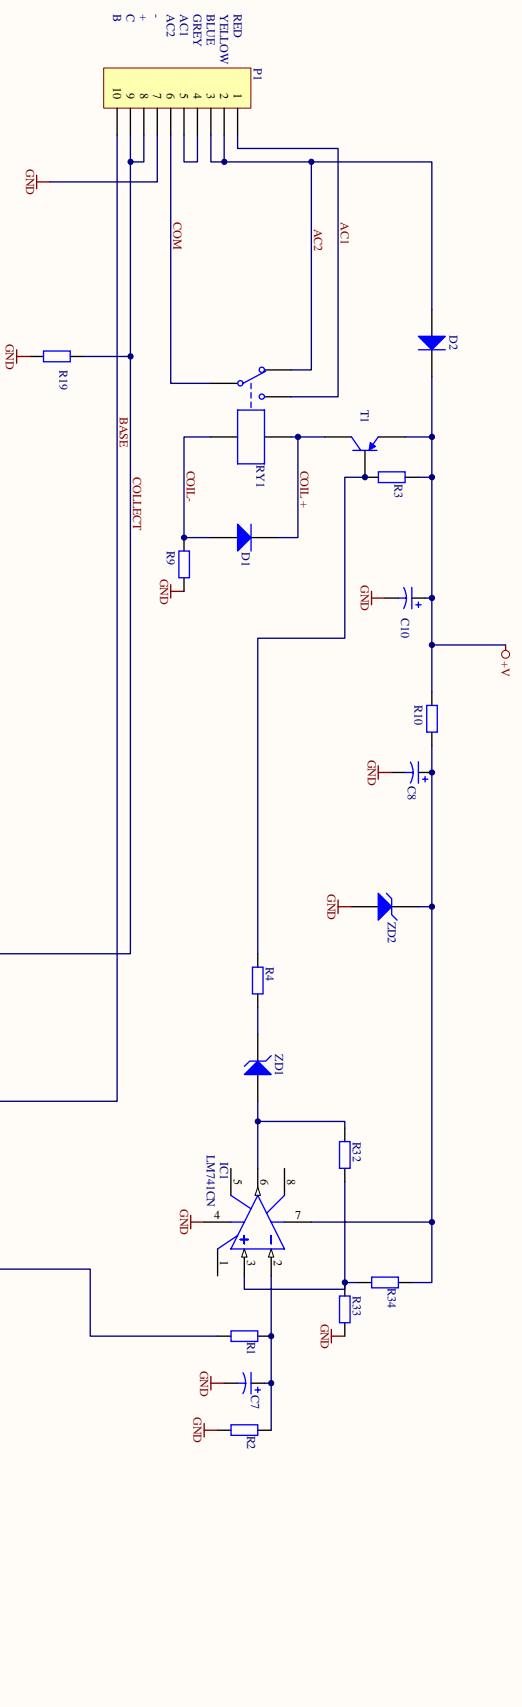 P1
RED
YELLOW
BLUE
GREY
AC1
AC2
-
+
C
B
1
2
3
4
5
6
7
8
9
10
GND
COM
AC2
AC1
D2
GND
R19
T1
RY1
R3
BASE
COLLECT
COIL-
COIL +
D1
R9
GND
GND
C10
+V
R10
GND
C8
GND
ZD2
R4
ZD1
R32
IC1
LM741CN
5
6
8
GND
4
7
1
3
2
R34
R33
GND
R1
GND
C7
GND
R2